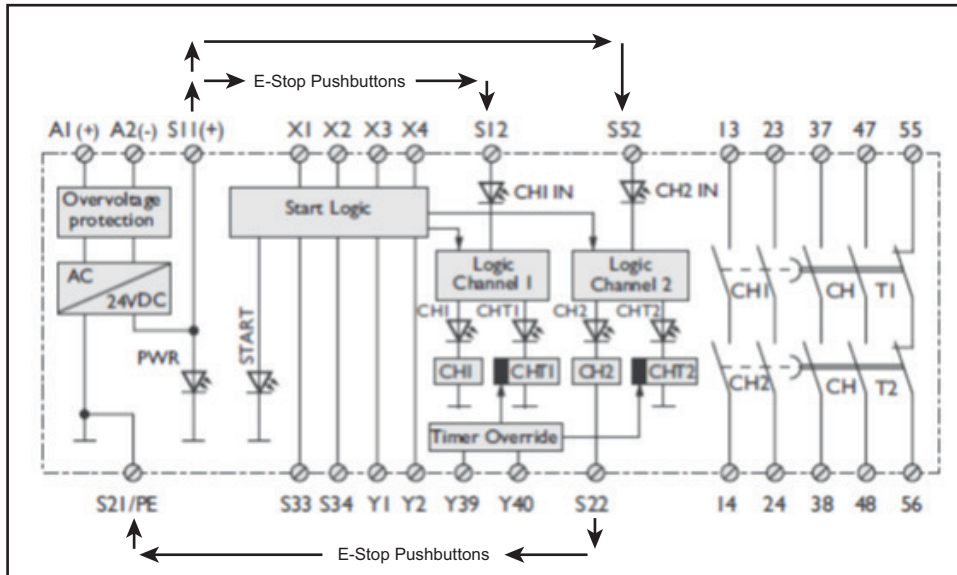 E-Stop Pushbuttons
A1 (+) A2(-) S11(+) X1 X2 X3 X4 S12 S52 13 23 37 47 55
CH1 IN CH2 IN
Overvoltage
protection
Start Logic
AC
24VDC
Logic
Channel 1
Logic
Channel 2
CH1 CHT1 CH2 CHT2
PWR
START
CH1 CHT1 CH2 CHT2
Timer Override
CH1 CH T1
CH2 CH T2
S21/PE S33 S34 Y1 Y2 Y39 Y40 S22 14 24 38 48 56
E-Stop Pushbuttons